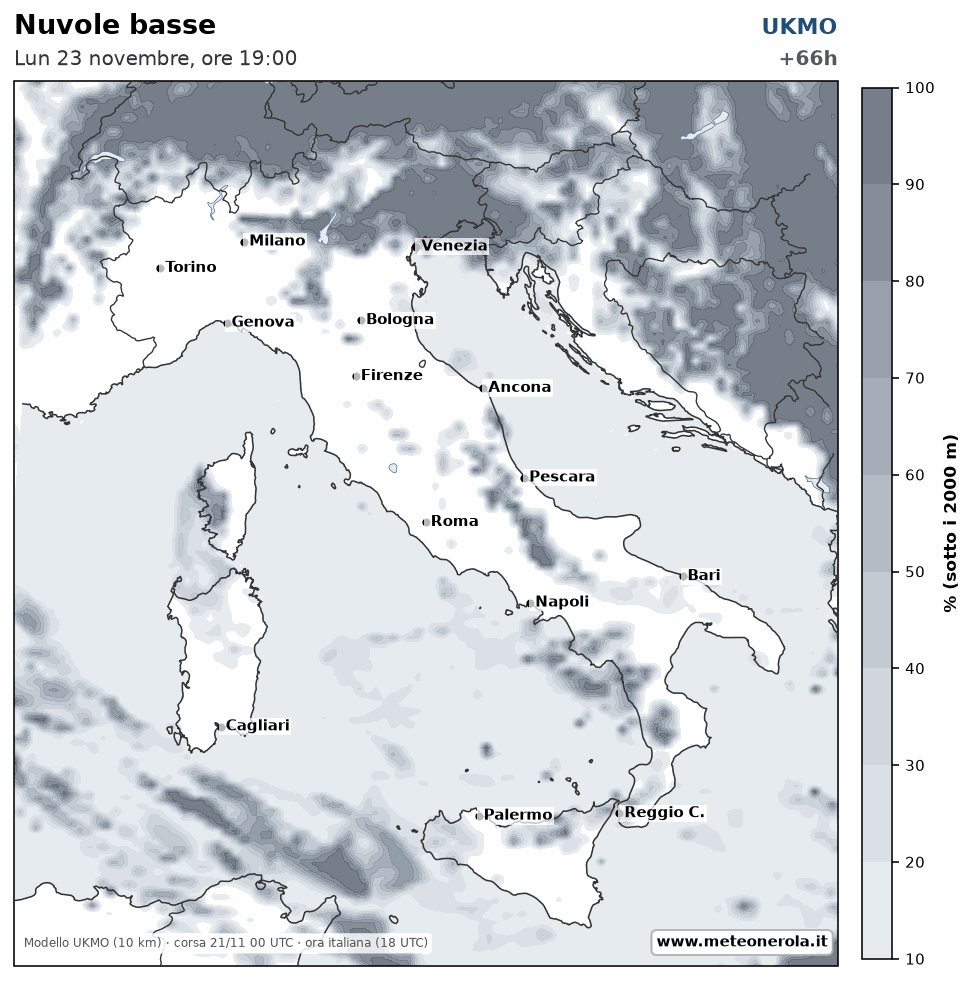 Nuvole basse
UKMO
Lun 23 novembre, ore 19:00
+66h
100
90
80
70
60
50
40
30
20
10
% (sotto i 2000 m)
Milano
Venezia
Torino
Genova
Bologna
Firenze
Ancona
Pescara
Roma
Bari
Napoli
Cagliari
Palermo
Reggio C.
Modello UKMO (10 km) · corsa 21/11 00 UTC · ora italiana (18 UTC)
www.meteonerola.it